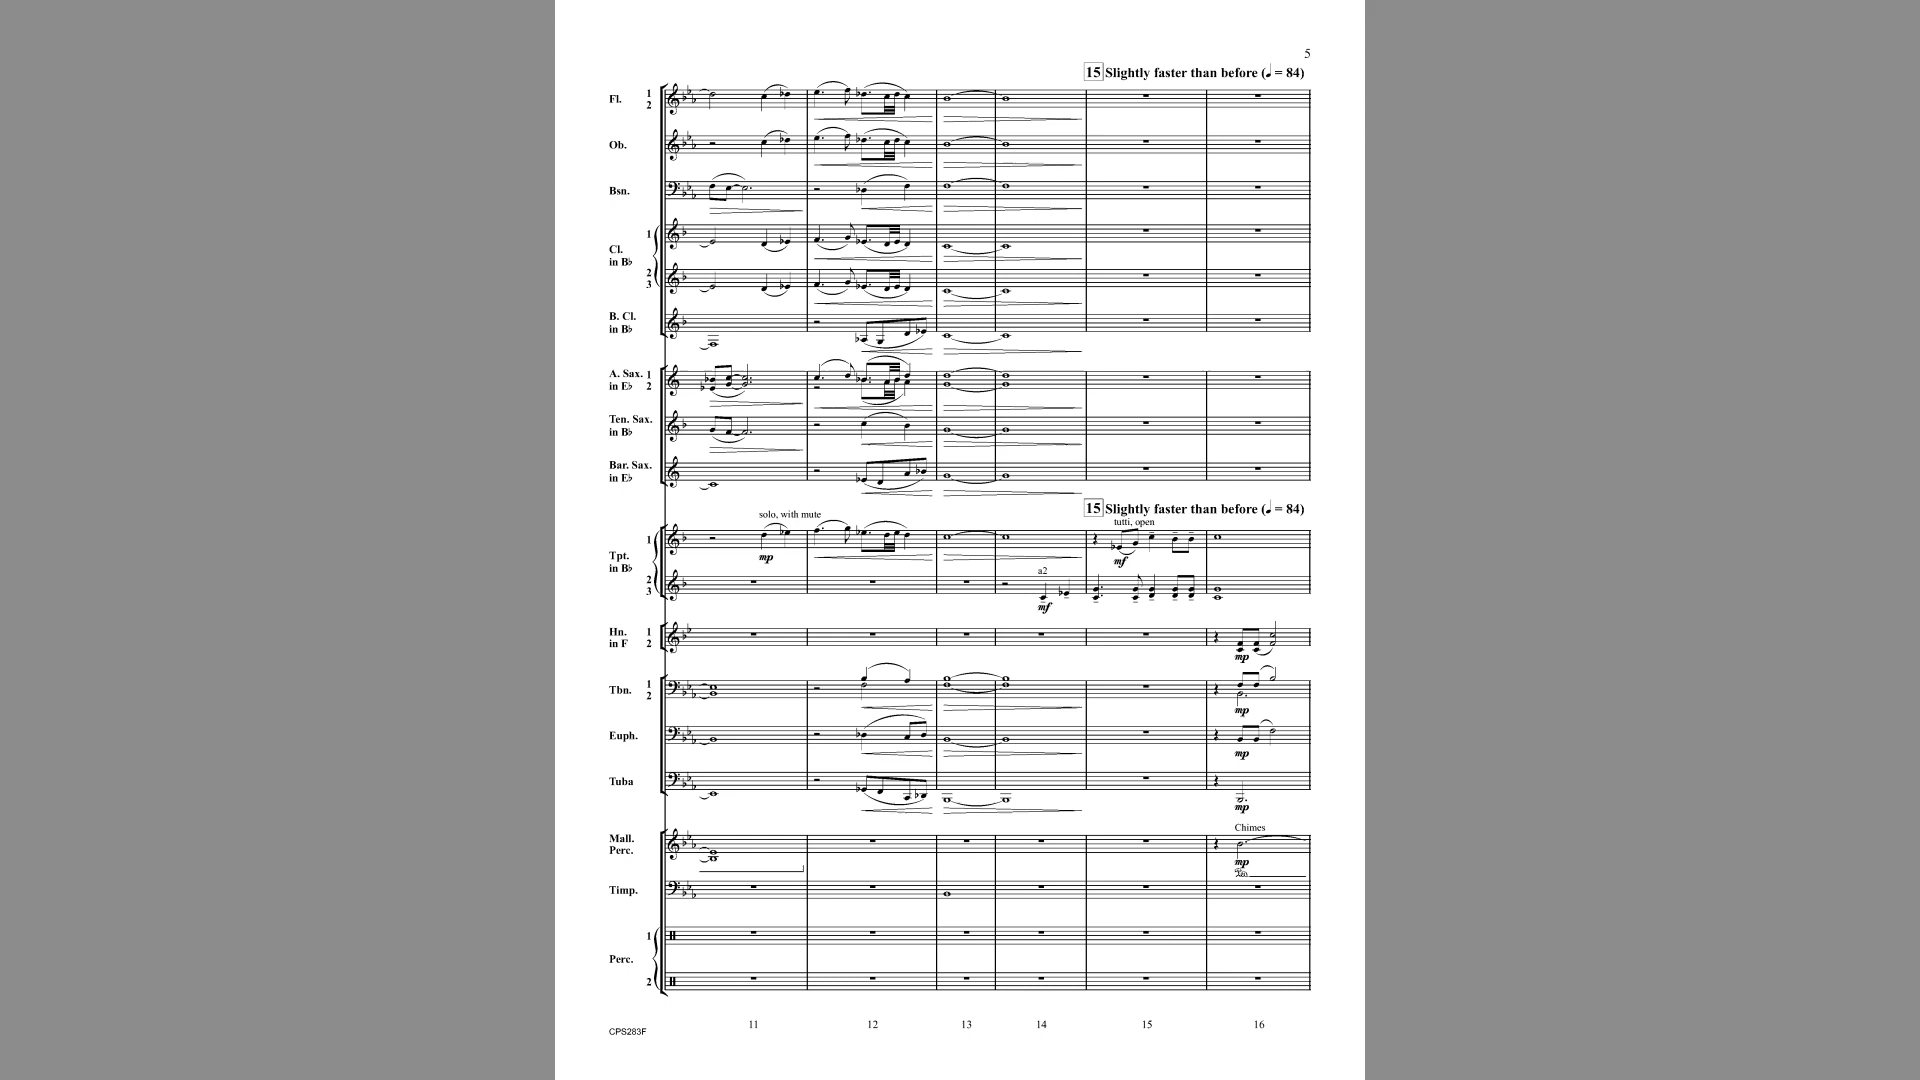 5
15 Slightly faster than before (♩ = 84)
Fl. 1
2
Ob.
Bsn.
1
Cl.
in B♭
2
3
B. Cl.
in B♭
A. Sax. 1
in E♭ 2
Ten. Sax.
in B♭
Bar. Sax.
in E♭
15 Slightly faster than before (♩ = 84)
solo, with mute
tutti, open
1
mp
mf
Tpt.
in B♭
a2
2
3
mf
Hn. 1
in F 2
mp
Tbn. 1
2
mp
Euph.
mp
Tuba
mp
Chimes
Mall.
Perc.
mp
Ped.
Timp.
1
Perc.
2
11 12 13 14 15 16
CPS283F